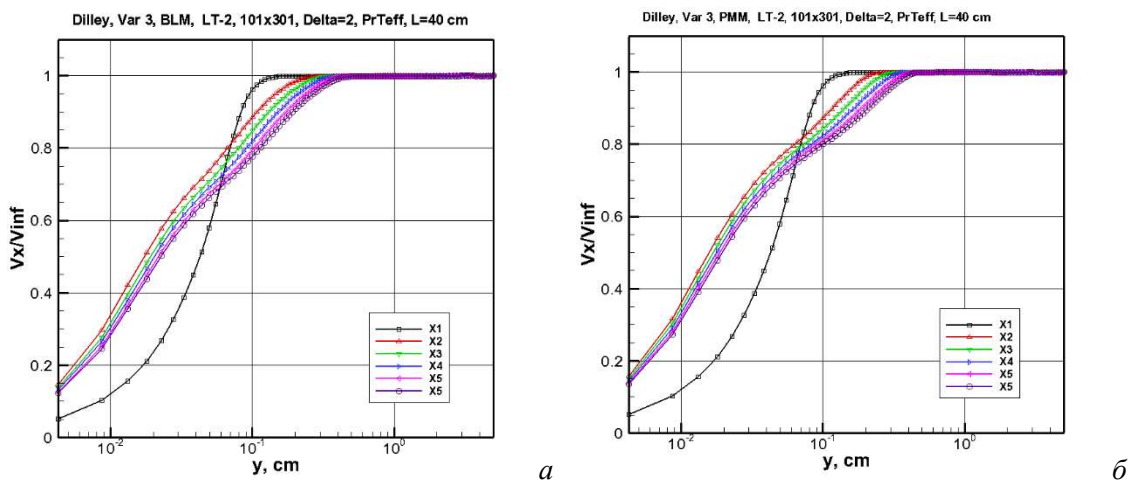 Dilley, Var 3, BLM, LT-2, 101x301, Delta=2, PrTeff, L=40 cm
Vx/Vinf
1
0.8
0.6
0.4
0.2
0
X1
X2
X3
X4
X5
X5
10⁻²
10⁻¹
10⁰
y, cm
а
Dilley, Var 3, PMM, LT-2, 101x301, Delta=2, PrTeff, L=40 cm
Vx/Vinf
1
0.8
0.6
0.4
0.2
0
X1
X2
X3
X4
X5
X5
10⁻²
10⁻¹
10⁰
y, cm
б